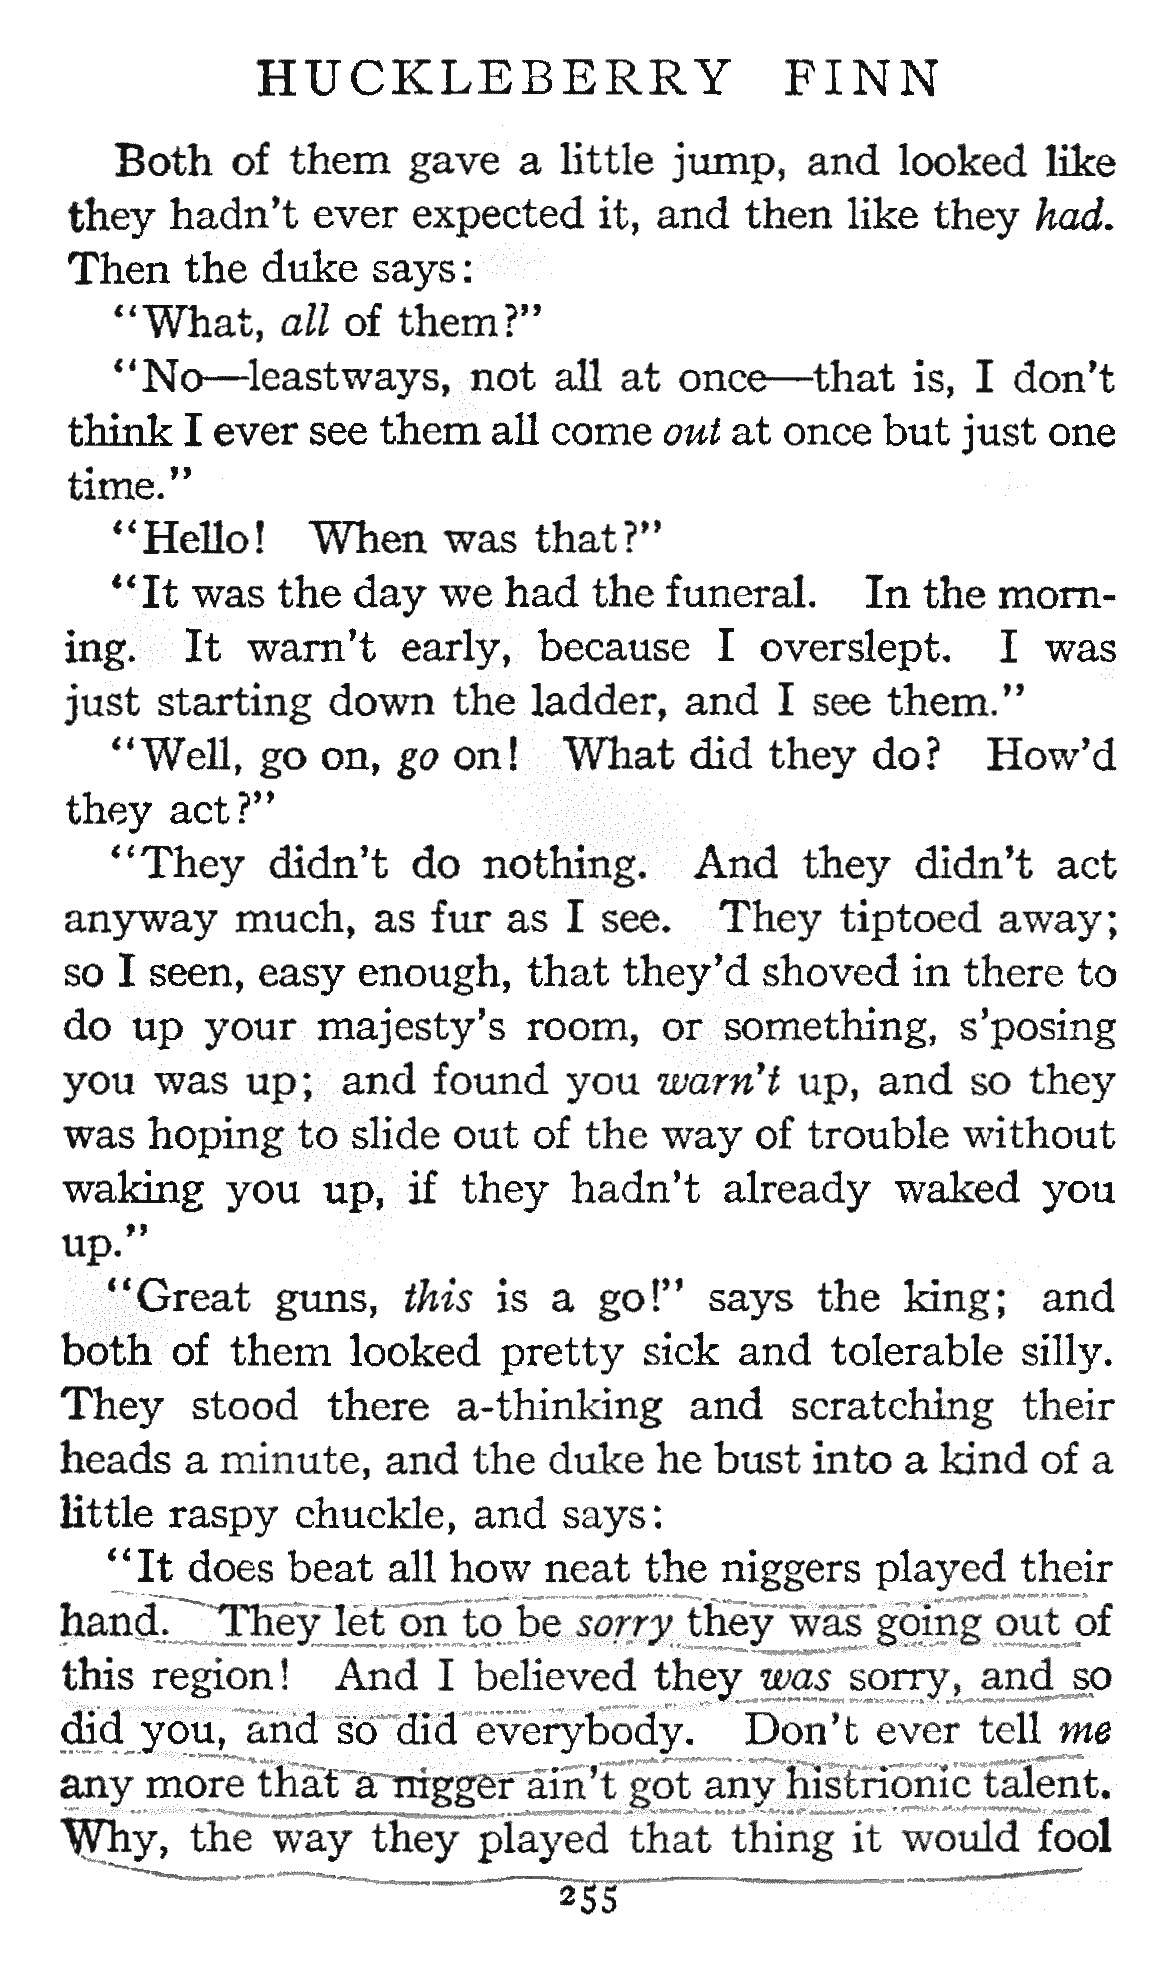 HUCKLEBERRY FINN
Both of them gave a little jump, and looked like
they hadn't ever expected it, and then like they had.
Then the duke says:
"What, all of them?"
"No—leastways, not all at once—that is, I don't
think I ever see them all come out at once but just one
time."
"Hello! When was that?"
"It was the day we had the funeral. In the morn-
ing. It warn't early, because I overslept. I was
just starting down the ladder, and I see them."
"Well, go on, go on! What did they do? How'd
they act?"
"They didn't do nothing. And they didn't act
anyway much, as fur as I see. They tiptoed away;
so I seen, easy enough, that they'd shoved in there to
do up your majesty's room, or something, s'posing
you was up; and found you warn't up, and so they
was hoping to slide out of the way of trouble without
waking you up, if they hadn't already waked you
up."
"Great guns, this is a go!" says the king; and
both of them looked pretty sick and tolerable silly.
They stood there a-thinking and scratching their
heads a minute, and the duke he bust into a kind of a
little raspy chuckle, and says:
"It does beat all how neat the niggers played their
hand. They let on to be sorry they was going out of
this region! And I believed they was sorry, and so
did you, and so did everybody. Don't ever tell me
any more that a nigger ain't got any histrionic talent.
Why, the way they played that thing it would fool
255